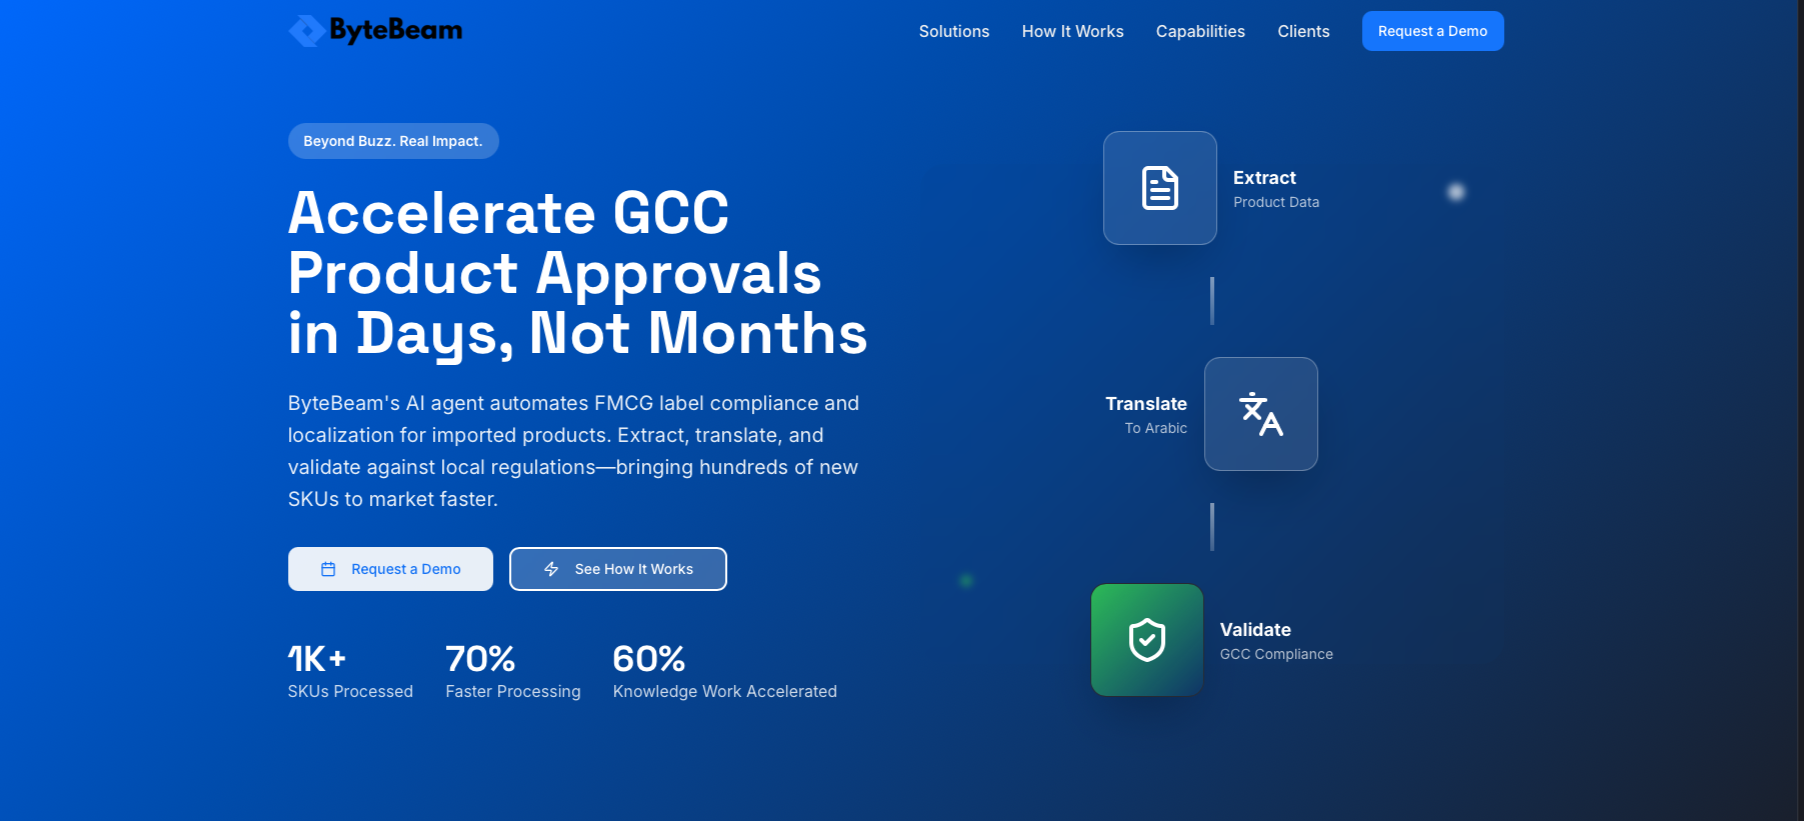 ByteBeam
Solutions
How It Works
Capabilities
Clients
Request a Demo
Beyond Buzz. Real Impact.
Accelerate GCC
Product Approvals
in Days, Not Months
ByteBeam's AI agent automates FMCG label compliance and
localization for imported products. Extract, translate, and
validate against local regulations—bringing hundreds of new
SKUs to market faster.
Request a Demo
See How It Works
1K+
SKUs Processed
70%
Faster Processing
60%
Knowledge Work Accelerated
Extract
Product Data
Translate
To Arabic
Validate
GCC Compliance